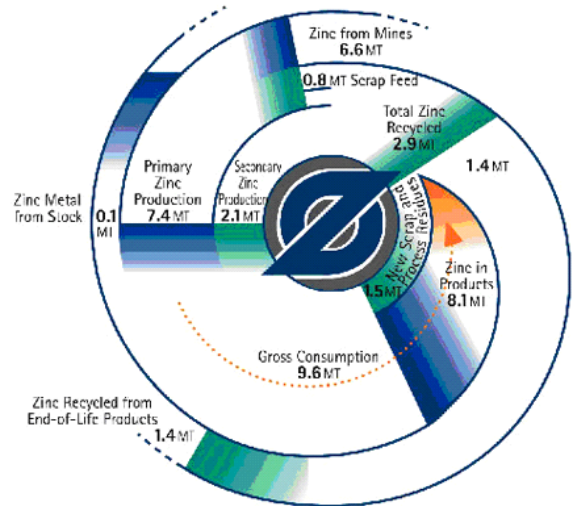 Zinc from Mines
6.6 MT
0.8 MT Scrap Feed
Total Zinc
Recycled
2.9 MT
1.4 MT
Primary
Zinc
Production
7.4 MT
Secondary
Zinc
Production
2.1 MT
Zinc Metal
from Stock
0.1
MT
New Scrap and
Process Residues
1.5 MT
Zinc in
Products
8.1 MT
Gross Consumption
9.6 MT
Zinc Recycled from
End-of-Life Products
1.4 MT